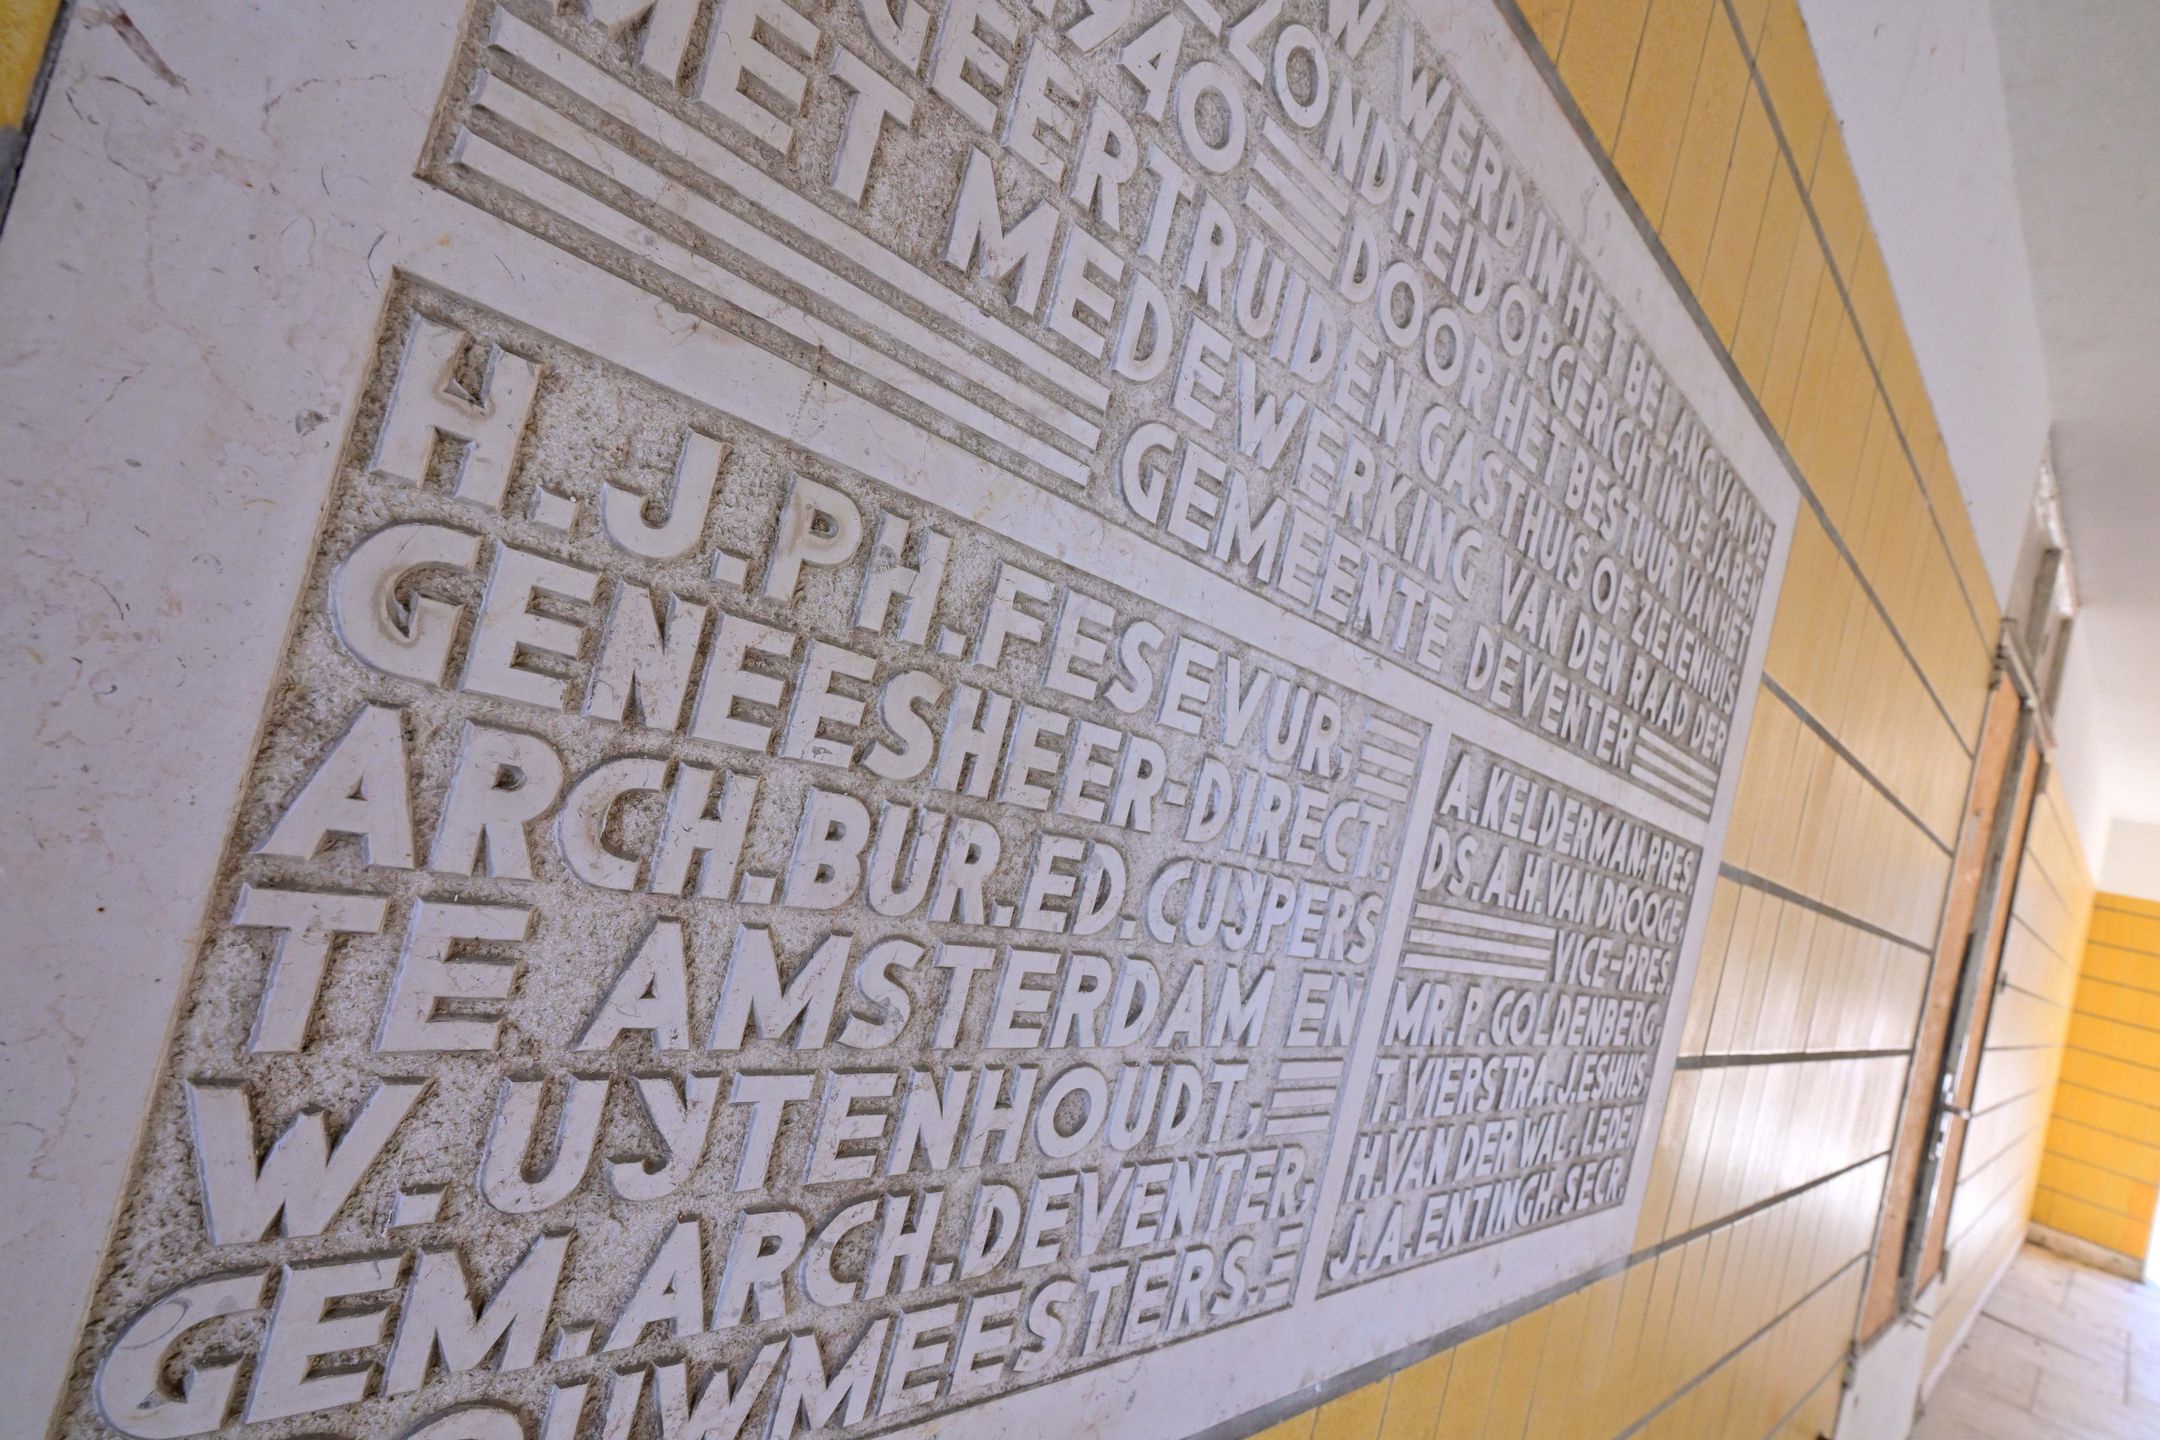 W WERD IN HET BELANG VAN DE
ZONDHEID OPGERICHT IN DE JAREN
1940 DOOR HET BESTUUR VAN HET
GEERTRUIDEN GASTHUIS OF ZIEKENHUIS
MET MEDEWERKING VAN DEN RAAD DER
GEMEENTE DEVENTER
H.J.PH.FESEVUR,
GENEESHEER-DIRECT.
ARCH.BUR.ED.CUYPERS
TE AMSTERDAM EN
W.UYTENHOUDT,
GEM.ARCH.DEVENTER,
BOUWMEESTERS.
A.KELDERMAN,PRES.
DS.A.H.VAN DROOGE
VICE-PRES.
MR.P.GOLDENBERG,
T.VIERSTRA,J.ESHUIS,
H.VAN DER WAL, LEDEN
J.A.ENTINGH.SECR.